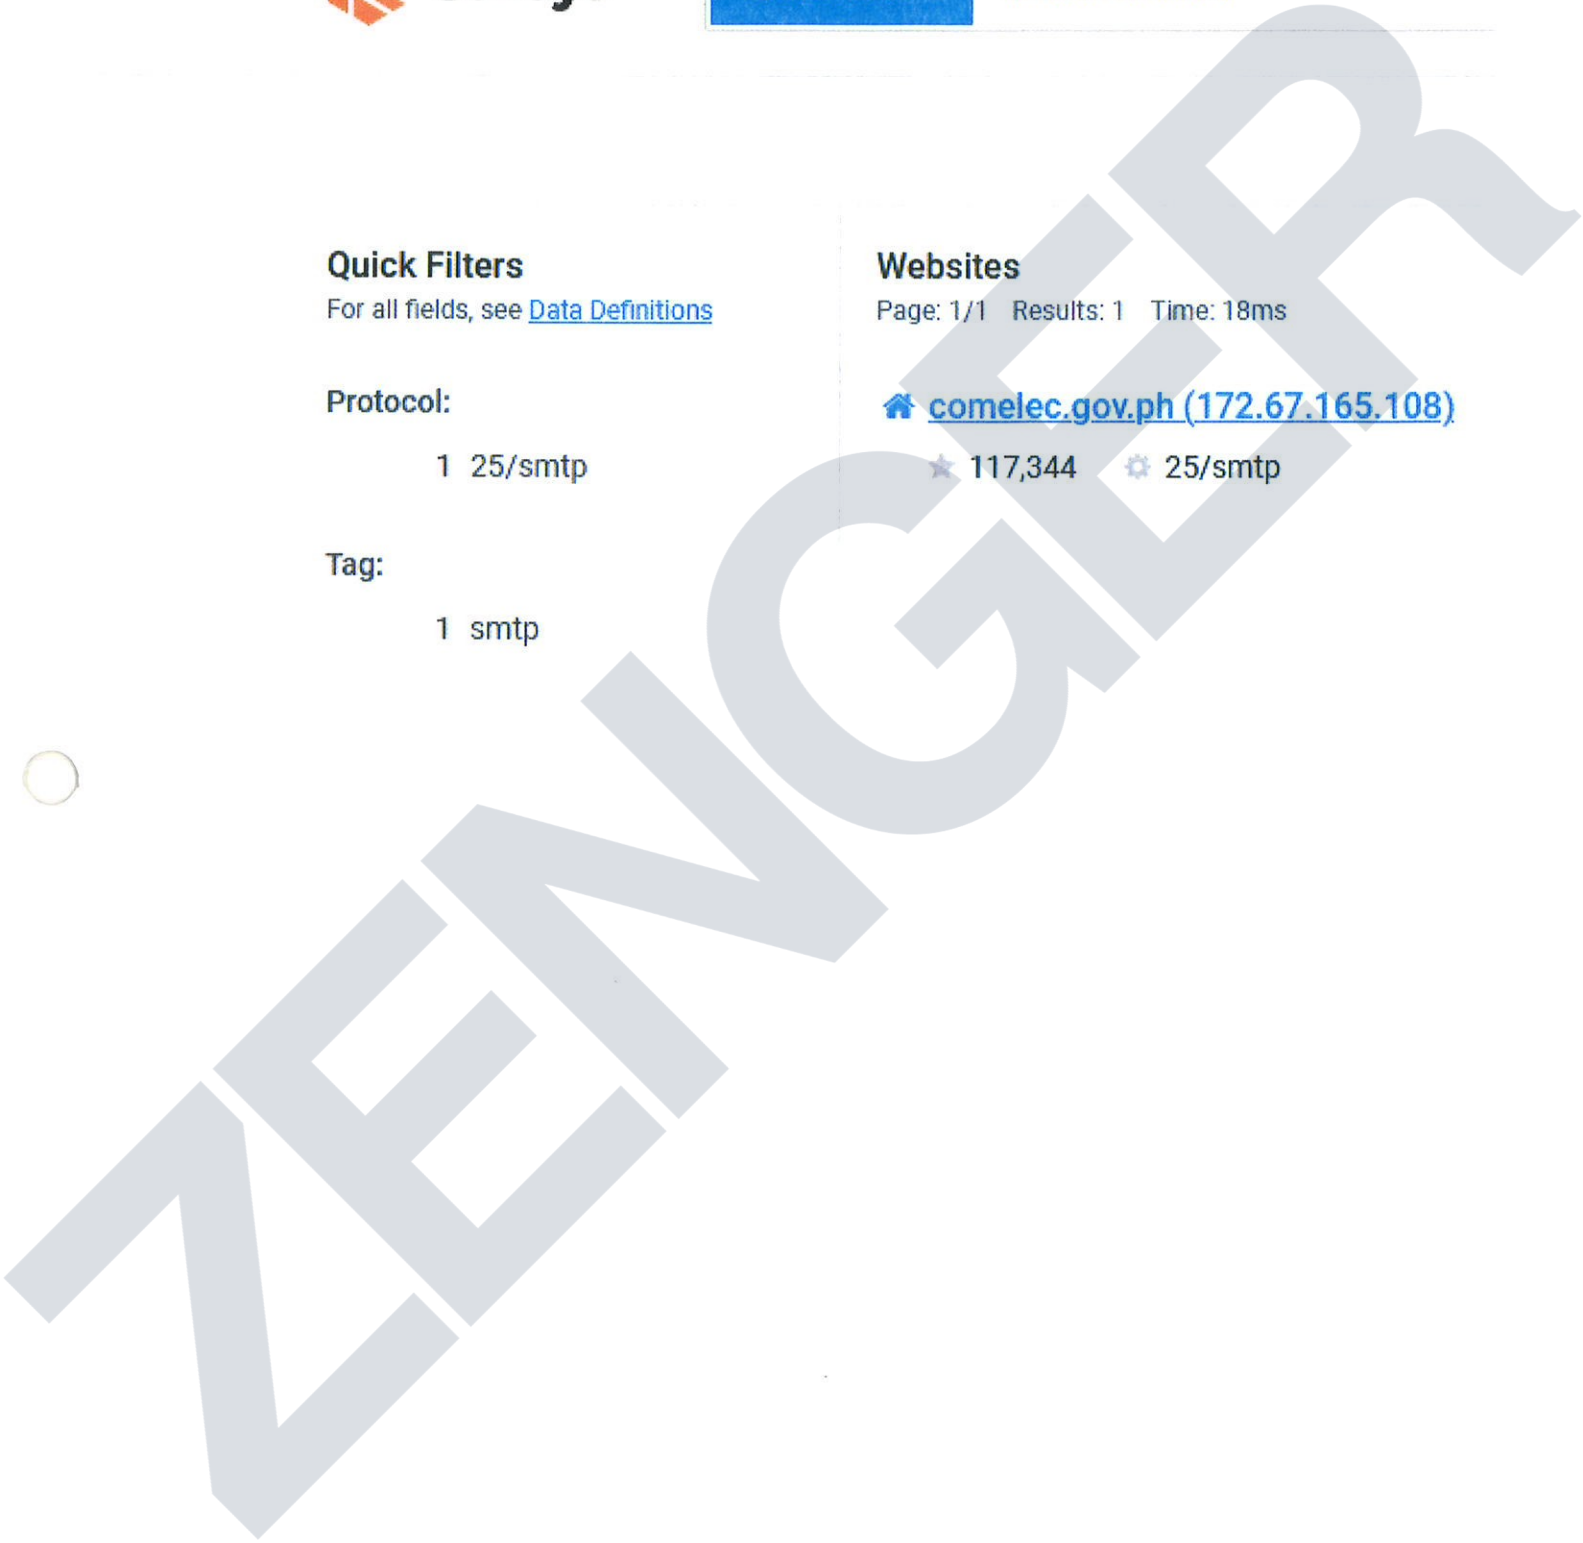 Quick Filters
For all fields, see Data Definitions
Protocol:
1 25/smtp
Tag:
1 smtp
Websites
Page: 1/1 Results: 1 Time: 18ms
comelec.gov.ph (172.67.165.108)
117,344 25/smtp
ZENGER